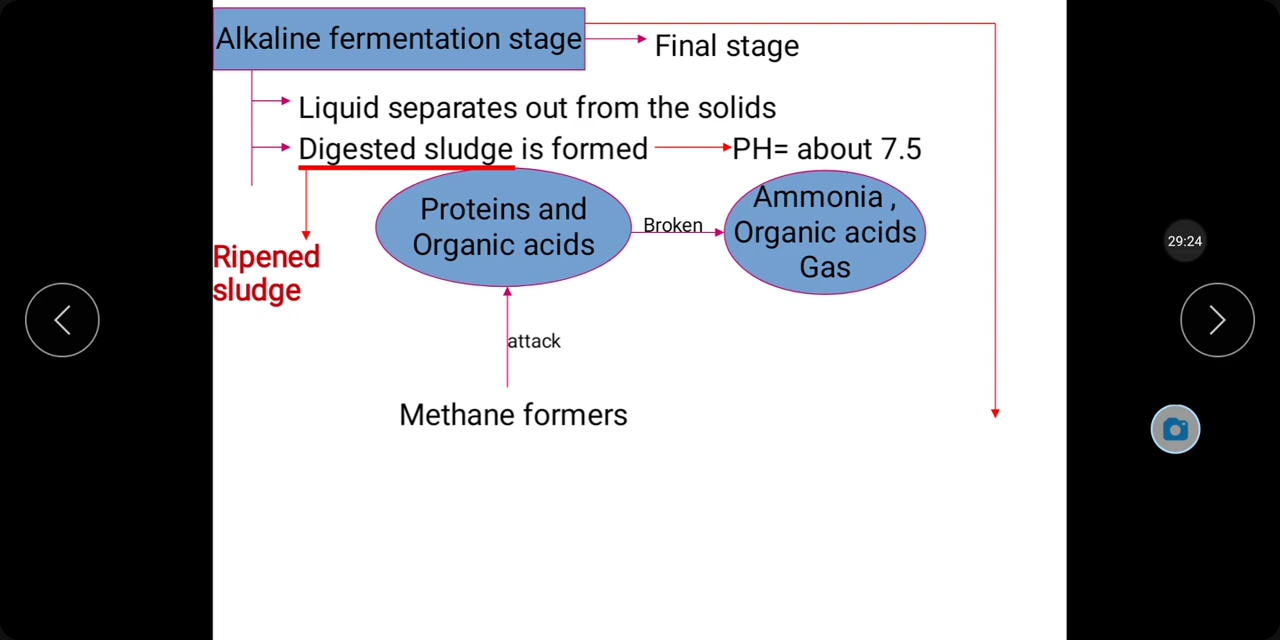 Alkaline fermentation stage
Final stage
Liquid separates out from the solids
Digested sludge is formed
PH= about 7.5
Proteins and
Organic acids
Broken
Ammonia ,
Organic acids
Gas
Ripened
sludge
attack
Methane formers
29:24